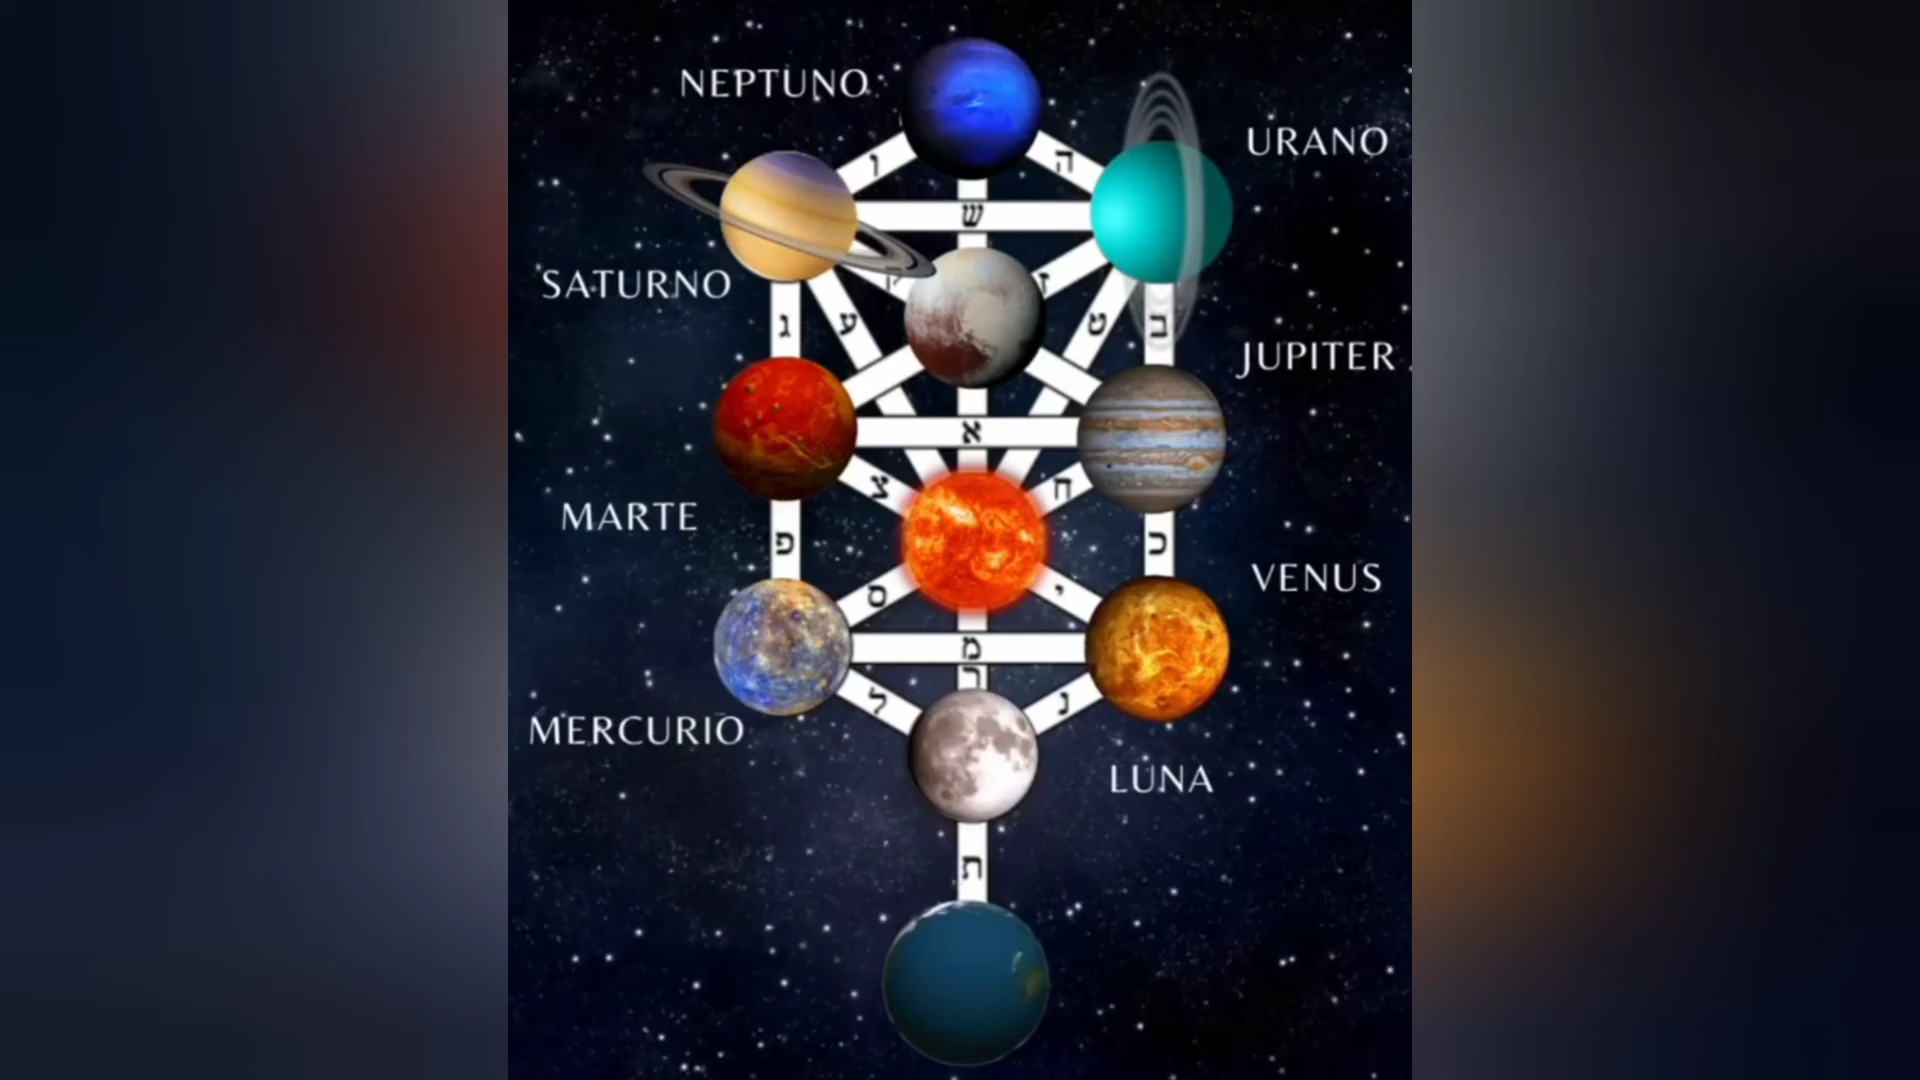 NEPTUNO
URANO
ו
ה
ש
SATURNO
ז
ג
ע
ט
ב
JUPITER
א
צ
ח
MARTE
פ
כ
VENUS
ס
י
מ
ר
ל
נ
MERCURIO
LUNA
ת